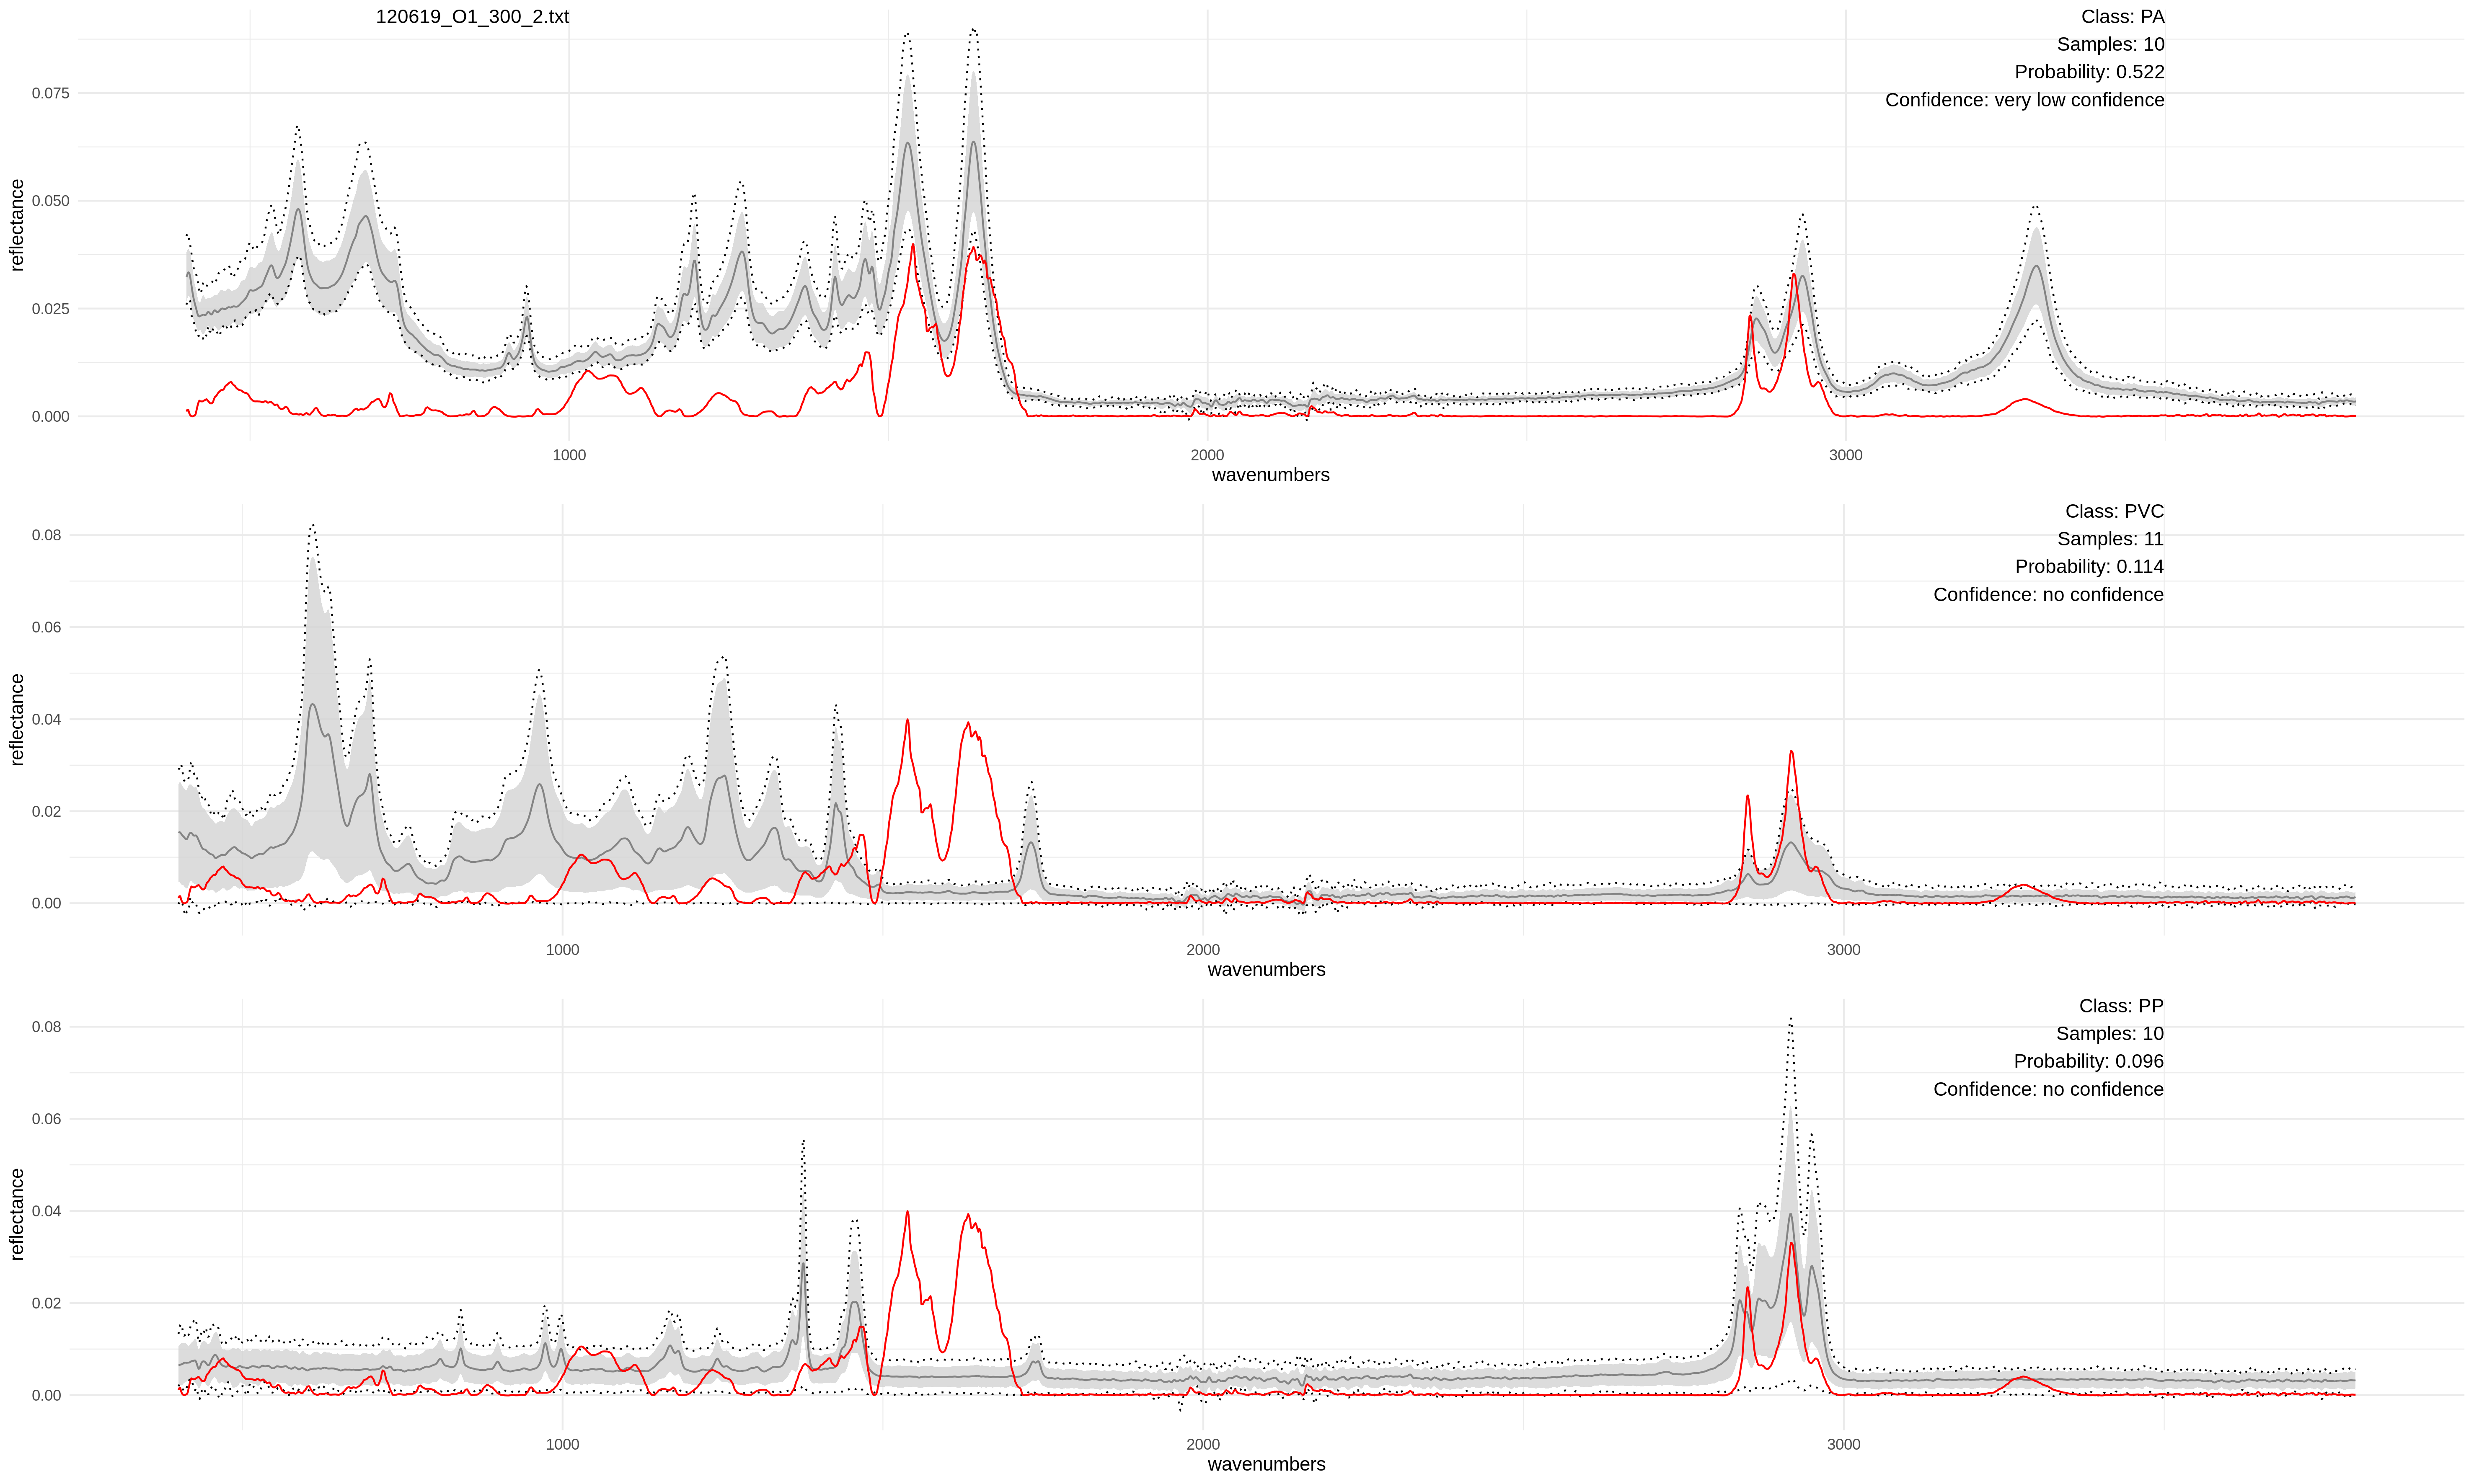 120619_O1_300_2.txt
Class: PA
Samples: 10
Probability: 0.522
Confidence: very low confidence
reflectance
0.075
0.050
0.025
0.000
1000 2000 3000
wavenumbers
Class: PVC
Samples: 11
Probability: 0.114
Confidence: no confidence
reflectance
0.08
0.06
0.04
0.02
0.00
1000 2000 3000
wavenumbers
Class: PP
Samples: 10
Probability: 0.096
Confidence: no confidence
reflectance
0.08
0.06
0.04
0.02
0.00
1000 2000 3000
wavenumbers